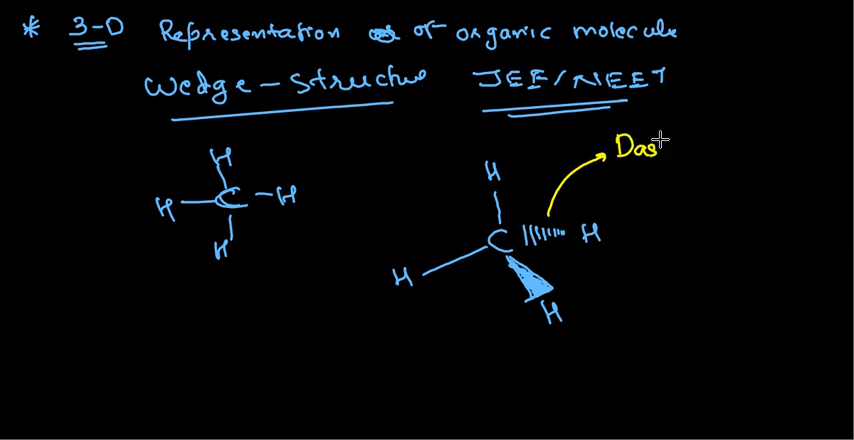 * 3-D Representation of organic molecule
Wedge - Structure JEE/NEET
H
H-C-H
H
H
C H
H
H
Das